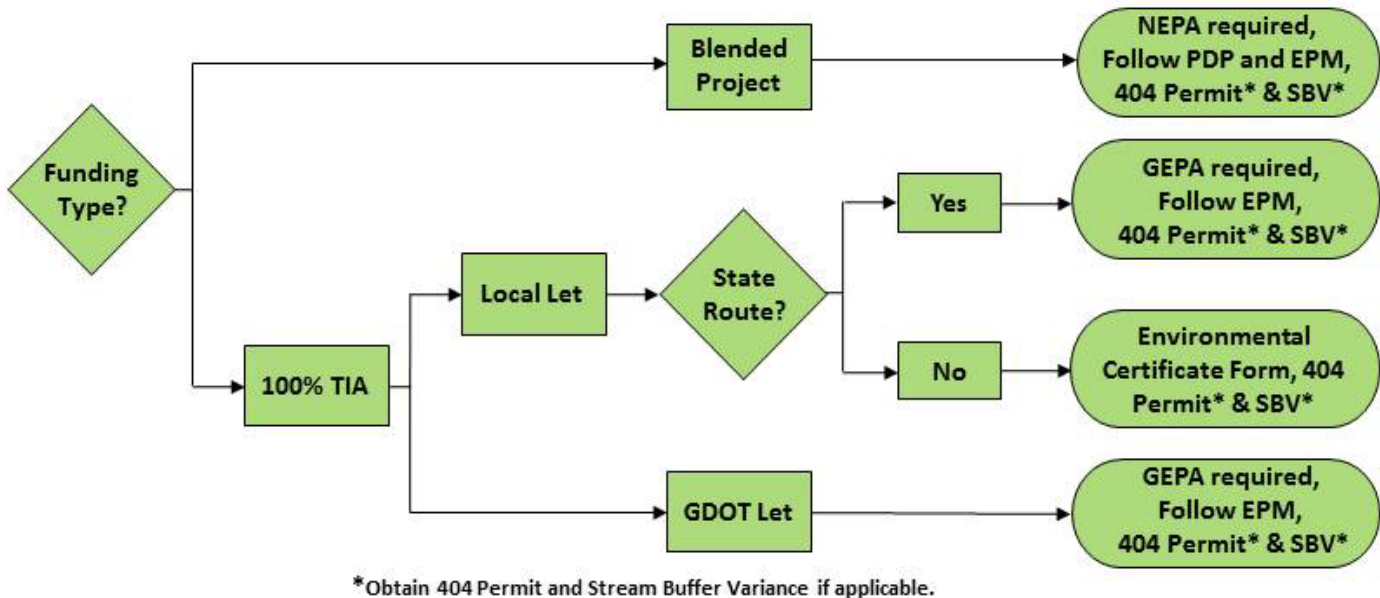 Funding
Type?
Blended
Project
NEPA required,
Follow PDP and EPM,
404 Permit* & SBV*
100% TIA
Local Let
State
Route?
Yes
GEPA required,
Follow EPM,
404 Permit* & SBV*
No
Environmental
Certificate Form, 404
Permit* & SBV*
GDOT Let
GEPA required,
Follow EPM,
404 Permit* & SBV*
*Obtain 404 Permit and Stream Buffer Variance if applicable.